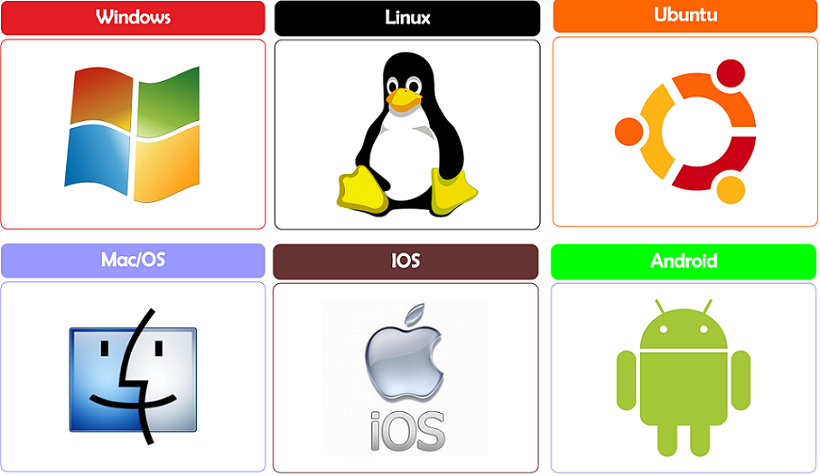 Windows
Linux
Ubuntu
Mac/OS
IOS
Android
iOS